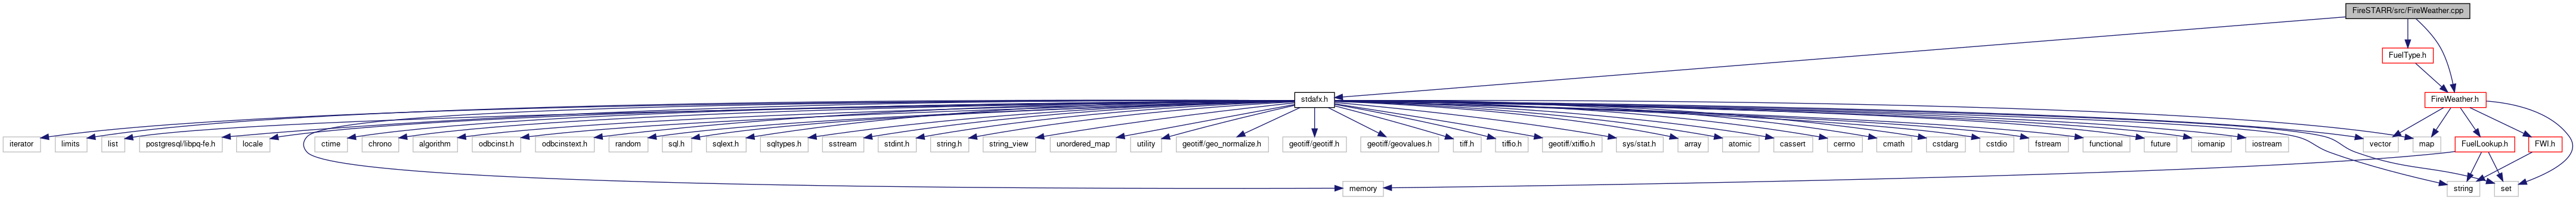 FireSTARR/src/FireWeather.cpp
FuelType.h
stdafx.h
FireWeather.h
iterator
limits
list
postgresql/libpq-fe.h
locale
ctime
chrono
algorithm
odbcinst.h
odbcinstext.h
random
sql.h
sqlext.h
sqltypes.h
sstream
stdint.h
string.h
string_view
unordered_map
utility
geotiff/geo_normalize.h
geotiff/geotiff.h
geotiff/geovalues.h
tiff.h
tiffio.h
geotiff/xtiffio.h
sys/stat.h
array
atomic
cassert
cerrno
cmath
cstdarg
cstdio
fstream
functional
future
iomanip
iostream
vector
map
FuelLookup.h
FWI.h
memory
string
set